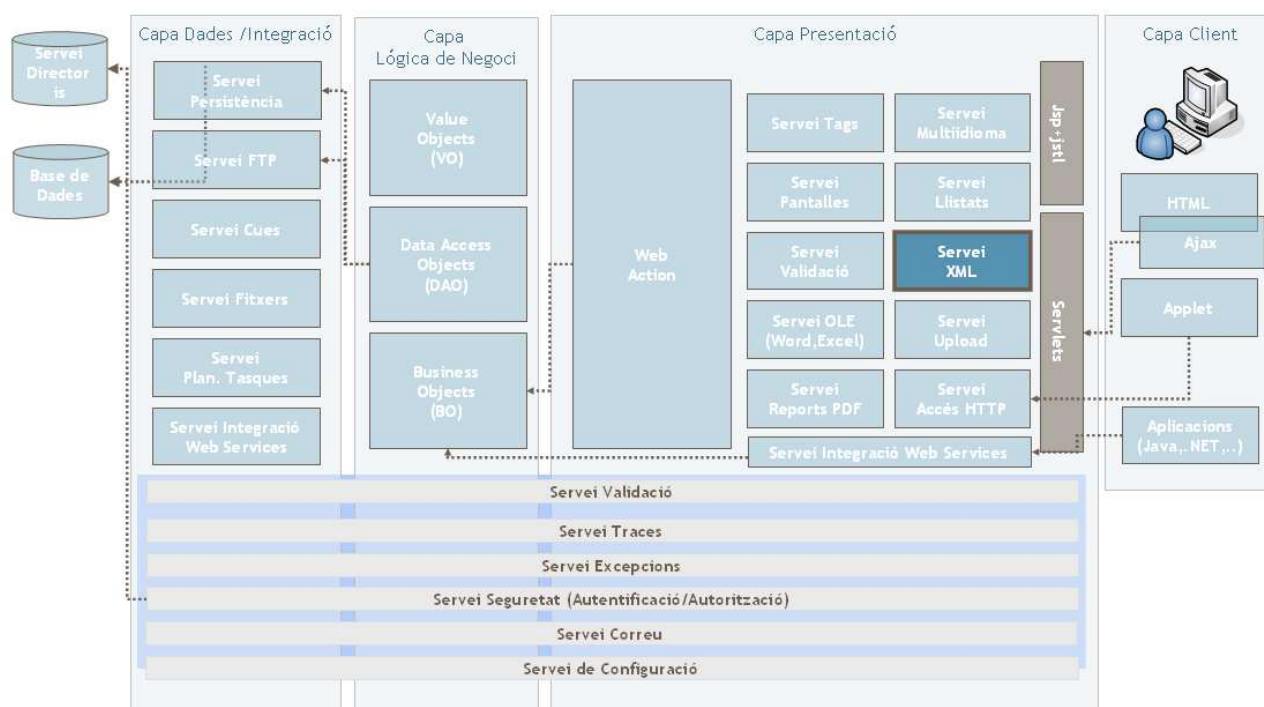 Capa Dades /Integració
Capa
Lógica de Negoci
Capa Presentació
Capa Client
Servei
Director
is
Base de
Dades
Servei
Persistència
Servei FTP
Servei Cues
Servei Fitxers
Servei
Plan. Tasques
Servei Integració
Web Services
Value
Objects
(VO)
Data Access
Objects
(DAO)
Business
Objects
(BO)
Web
Action
Servei Tags
Servei
Multiidioma
Servei
Pantalles
Servei
Llistats
Servei
Validació
Servei
XML
Servei OLE
(Word,Excel)
Servei
Upload
Servei
Reports PDF
Servei
Accés HTTP
Servei Integració Web Services
Jsp+jstl
Servlets
HTML
Ajax
Applet
Aplicacions
(Java,.NET,..)
Servei Validació
Servei Traces
Servei Excepcions
Servei Seguretat (Autentificació/Autorització)
Servei Correu
Servei de Configuració